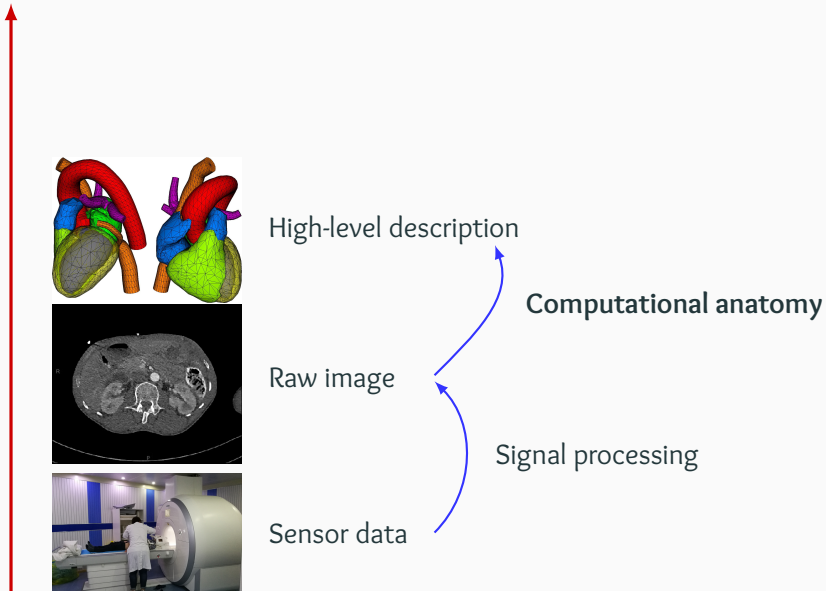 High-level description
Computational anatomy
Raw image
Signal processing
Sensor data